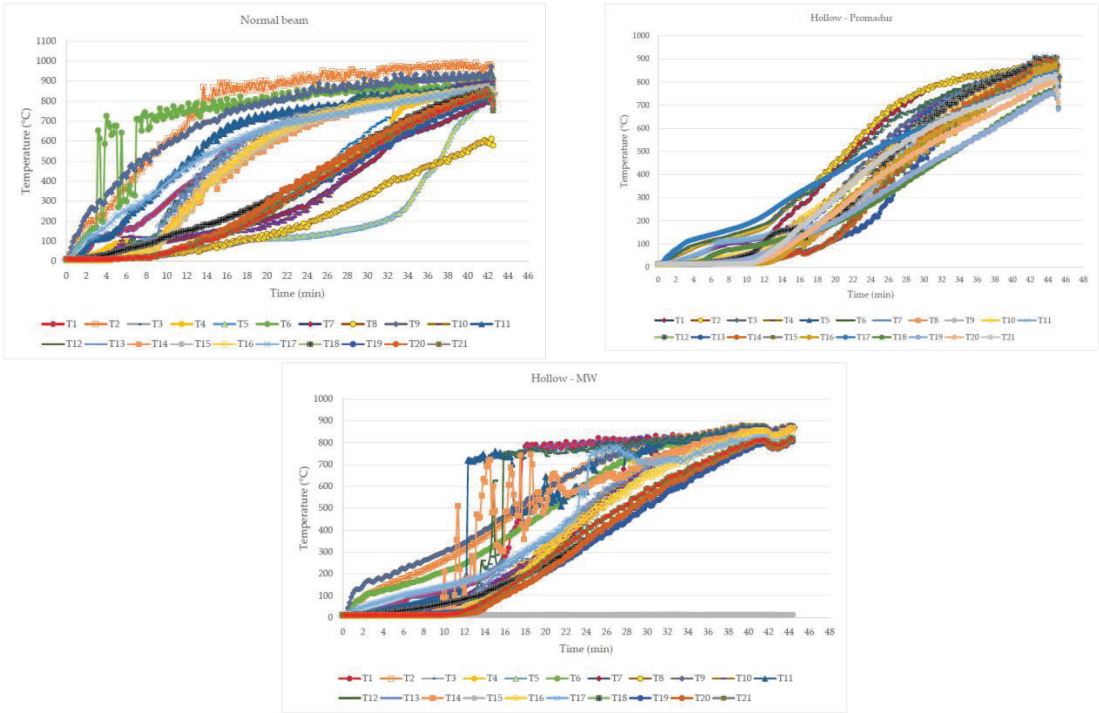 Normal beam
1100
1000
900
800
700
600
500
400
300
200
100
0
Temperature (°C)
0 2 4 6 8 10 12 14 16 18 20 22 24 26 28 30 32 34 36 38 40 42 44 46
Time (min)
T1 T2 T3 T4 T5 T6 T7 T8 T9 T10 T11
T12 T13 T14 T15 T16 T17 T18 T19 T20 T21
Hollow - Promadur
1000
900
800
700
600
500
400
300
200
100
0
Temperature (°C)
0 2 4 6 8 10 12 14 16 18 20 22 24 26 28 30 32 34 36 38 40 42 44 46 48
Time (min)
T1 T2 T3 T4 T5 T6 T7 T8 T9 T10 T11
T12 T13 T14 T15 T16 T17 T18 T19 T20 T21
Hollow - MW
1000
900
800
700
600
500
400
300
200
100
0
Temperature (°C)
0 2 4 6 8 10 12 14 16 18 20 22 24 26 28 30 32 34 36 38 40 42 44 46 48
Time (min)
T1 T2 T3 T4 T5 T6 T7 T8 T9 T10 T11
T12 T13 T14 T15 T16 T17 T18 T19 T20 T21